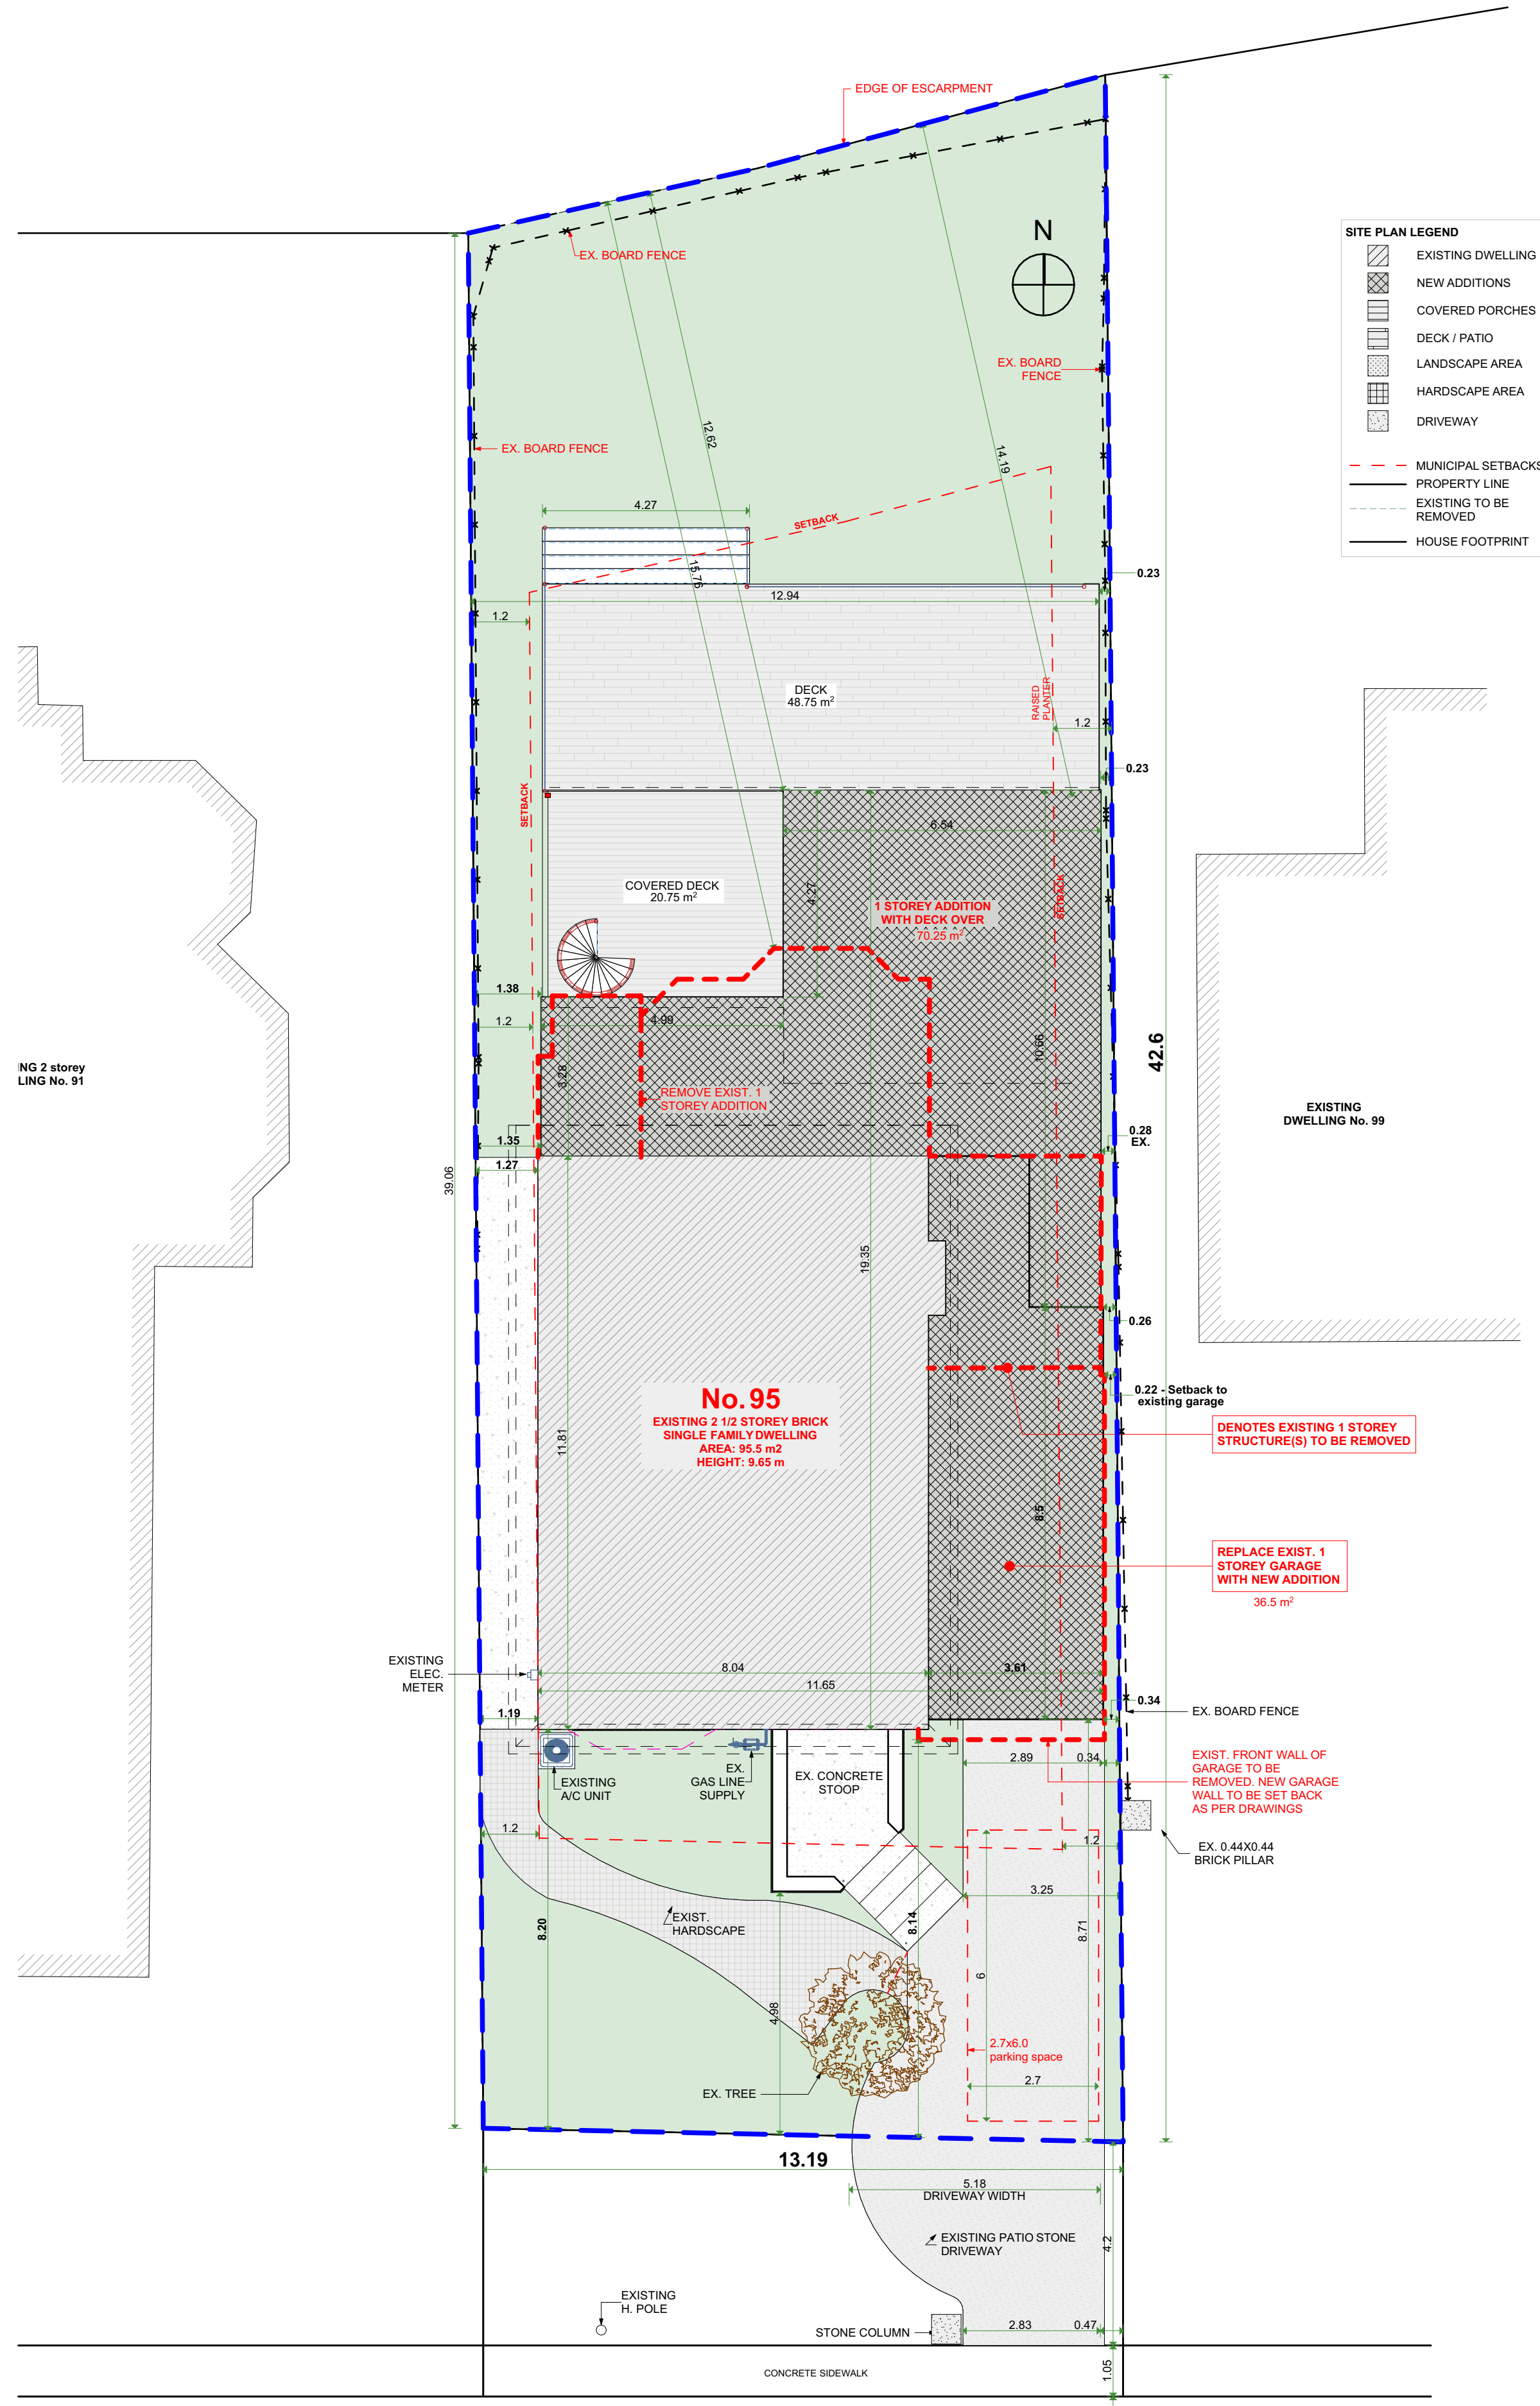 EDGE OF ESCARPMENT
N
EX. BOARD FENCE
EX. BOARD
FENCE
EX. BOARD FENCE
SITE PLAN LEGEND
EXISTING DWELLING
NEW ADDITIONS
COVERED PORCHES
DECK / PATIO
LANDSCAPE AREA
HARDSCAPE AREA
DRIVEWAY
MUNICIPAL SETBACKS
PROPERTY LINE
EXISTING TO BE
REMOVED
HOUSE FOOTPRINT
12.62
14.19
4.27
SETBACK
15.76
0.23
12.94
1.2
DECK
48.75 m²
RAISED
PLANTER
1.2
0.23
SETBACK
6.54
COVERED DECK
20.75 m²
4.27
1 STOREY ADDITION
WITH DECK OVER
70.25 m²
SETBACK
1.38
1.2
4.99
3.28
10.66
42.6
REMOVE EXIST. 1
STOREY ADDITION
ING 2 storey
LING No. 91
EXISTING
DWELLING No. 99
1.35
1.27
0.28
EX.
39.06
19.35
0.26
0.22 - Setback to
existing garage
No. 95
EXISTING 2 1/2 STOREY BRICK
SINGLE FAMILY DWELLING
AREA: 95.5 m2
HEIGHT: 9.65 m
11.81
DENOTES EXISTING 1 STOREY
STRUCTURE(S) TO BE REMOVED
8.5
REPLACE EXIST. 1
STOREY GARAGE
WITH NEW ADDITION
36.5 m²
EXISTING
ELEC.
METER
8.04
3.61
11.65
1.19
0.34
EX. BOARD FENCE
EXISTING
A/C UNIT
EX.
GAS LINE
SUPPLY
EX. CONCRETE
STOOP
2.89
0.34
EXIST. FRONT WALL OF
GARAGE TO BE
REMOVED. NEW GARAGE
WALL TO BE SET BACK
AS PER DRAWINGS
1.2
1.2
EX. 0.44X0.44
BRICK PILLAR
3.25
EXIST.
HARDSCAPE
8.20
8.14
8.71
6
4.98
2.7x6.0
parking space
2.7
EX. TREE
13.19
5.18
DRIVEWAY WIDTH
EXISTING PATIO STONE
DRIVEWAY
4.2
EXISTING
H. POLE
STONE COLUMN
2.83
0.47
CONCRETE SIDEWALK
1.05